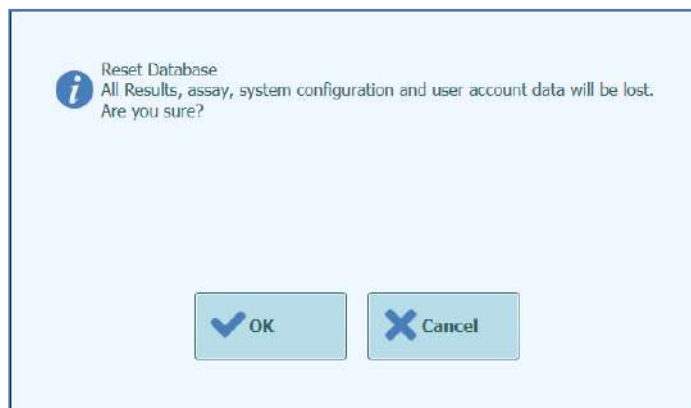 Reset Database
All Results, assay, system configuration and user account data will be lost.
Are you sure?
OK
Cancel